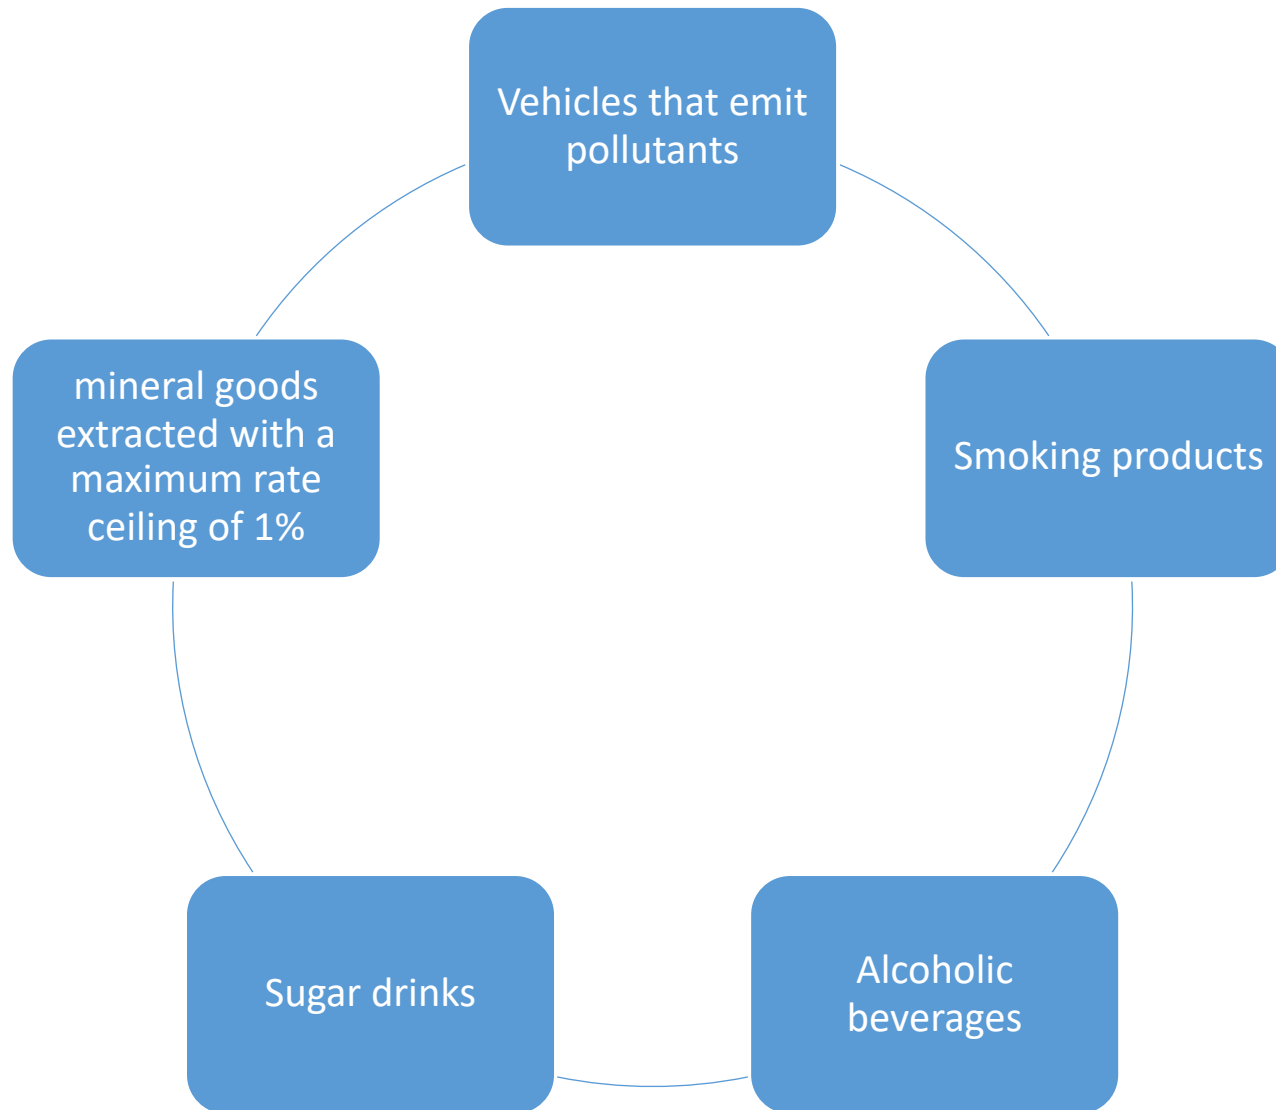 Vehicles that emit
pollutants
Smoking products
Alcoholic
beverages
Sugar drinks
mineral goods
extracted with a
maximum rate
ceiling of 1%